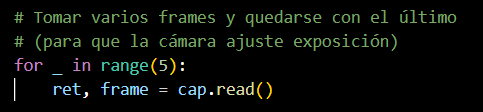 # Tomar varios frames y quedarse con el último
# (para que la cámara ajuste exposición)
for _ in range(5):
    ret, frame = cap.read()